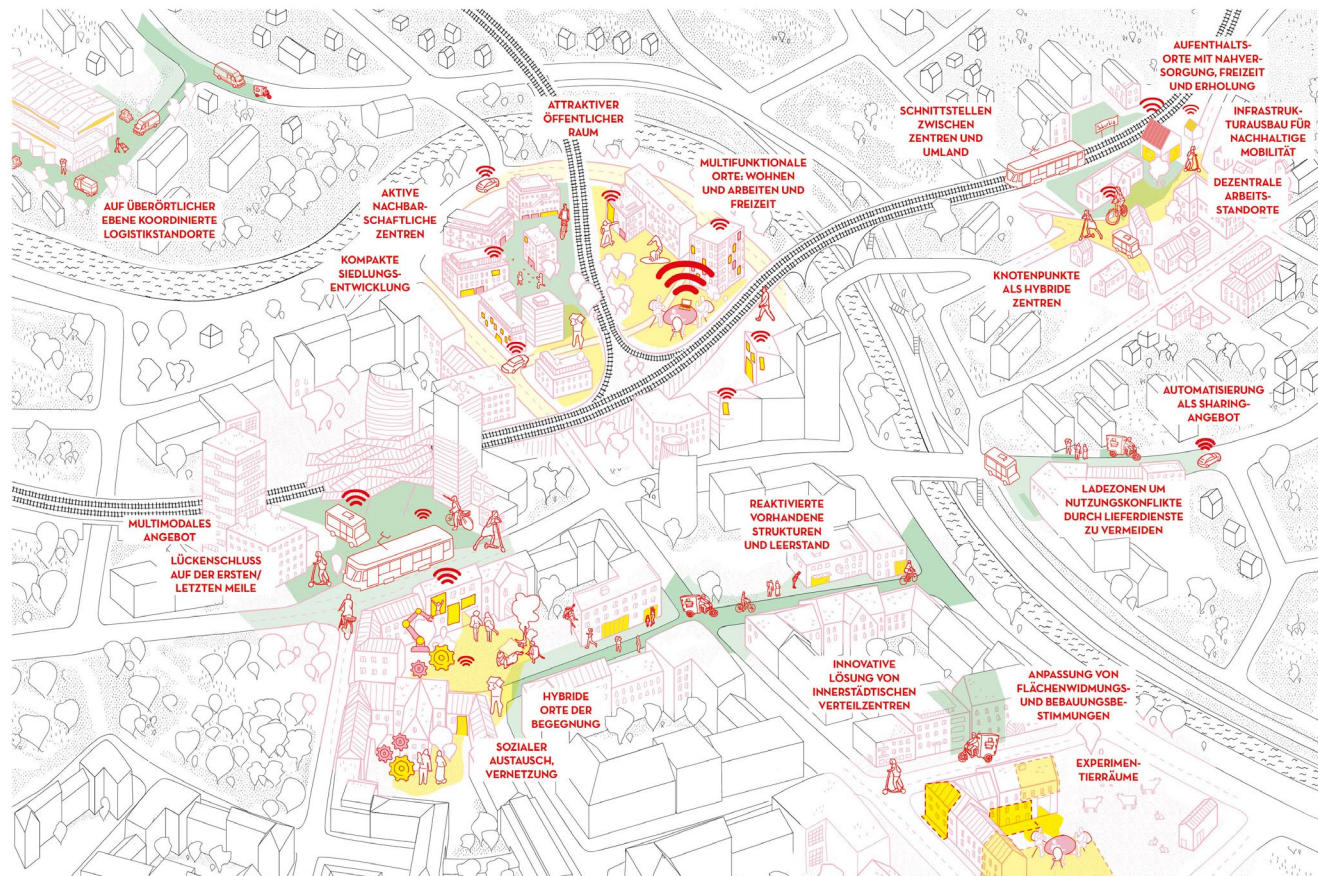 AUFENTHALTS-
ORTE MIT NAHVER-
SORGUNG, FREIZEIT
UND ERHOLUNG
ATTRAKTIVER
ÖFFENTLICHER
RAUM
SCHNITTSTELLEN
ZWISCHEN
ZENTREN UND
UMLAND
INFRASTRUK-
TURAUSBAU FÜR
NACHHALTIGE
MOBILITÄT
MULTIFUNKTIONALE
ORTE: WOHNEN
UND ARBEITEN UND
FREIZEIT
AKTIVE
NACHBAR-
SCHAFTLICHE
ZENTREN
DEZENTRALE
ARBEITS-
STANDORTE
AUF ÜBERÖRTLICHER
EBENE KOORDINIERTE
LOGISTIKSTANDORTE
KOMPAKTE
SIEDLUNGS-
ENTWICKLUNG
KNOTENPUNKTE
ALS HYBRIDE
ZENTREN
AUTOMATISIERUNG
ALS SHARING-
ANGEBOT
LADEZONEN UM
NUTZUNGSKONFLIKTE
DURCH LIEFERDIENSTE
ZU VERMEIDEN
REAKTIVIERTE
VORHANDENE
STRUKTUREN
UND LEERSTAND
MULTIMODALES
ANGEBOT
LÜCKENSCHLUSS
AUF DER ERSTEN/
LETZTEN MEILE
INNOVATIVE
LÖSUNG VON
INNERSTÄDTISCHEN
VERTEILZENTREN
ANPASSUNG VON
FLÄCHENWIDMUNGS-
UND BEBAUUNGSBE-
STIMMUNGEN
HYBRIDE
ORTE DER
BEGEGNUNG
SOZIALER
AUSTAUSCH,
VERNETZUNG
EXPERIMEN-
TIERRÄUME